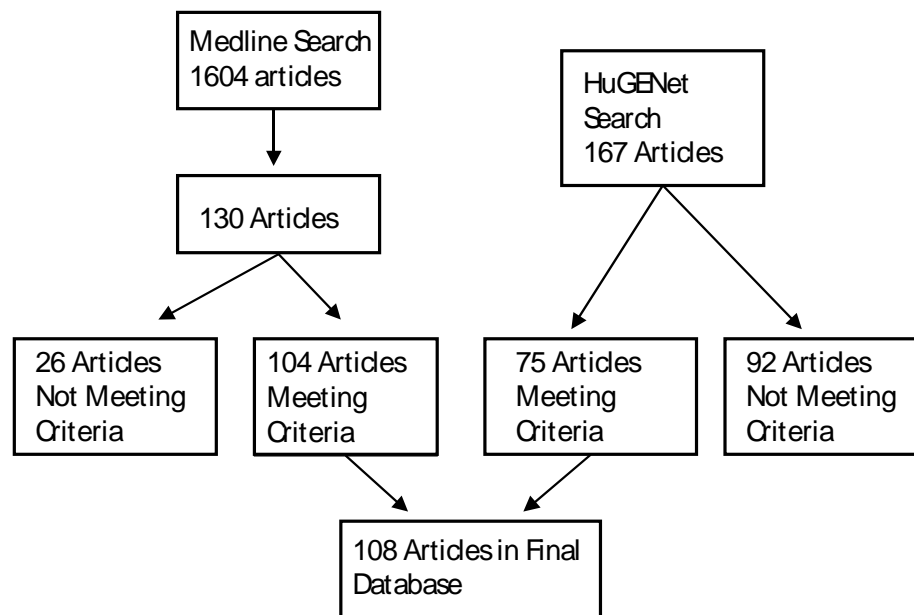 Medline Search
1604 articles
HuGENet
Search
167 Articles
130 Articles
26 Articles
Not Meeting
Criteria
104 Articles
Meeting
Criteria
75 Articles
Meeting
Criteria
92 Articles
Not Meeting
Criteria
108 Articles in Final
Database